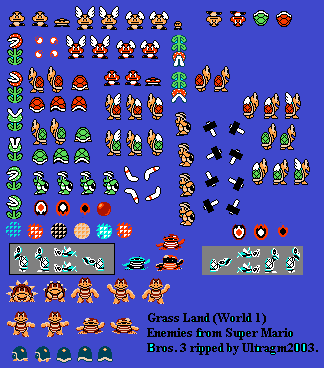 Grass Land (World 1)
Enemies from Super Mario
Bros. 3 ripped by Ultragm2003.